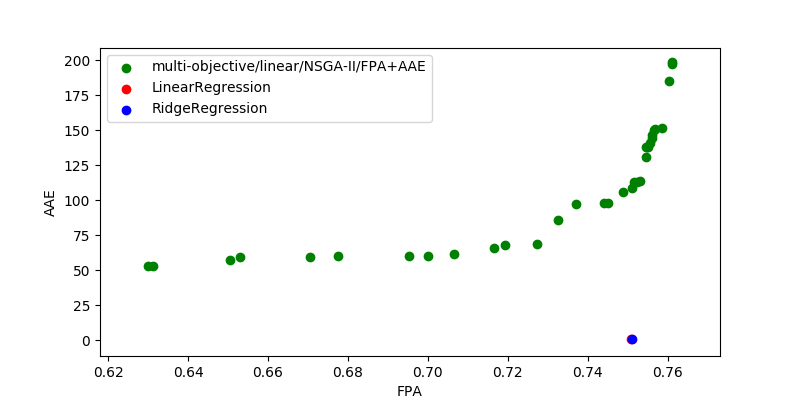 200
175
150
125
100
75
50
25
0
AAE
multi-objective/linear/NSGA-II/FPA+AAE
LinearRegression
RidgeRegression
0.62 0.64 0.66 0.68 0.70 0.72 0.74 0.76
FPA